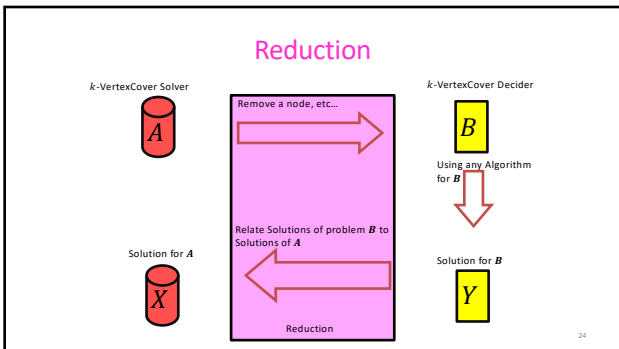 Reduction
k-VertexCover Solver
k-VertexCover Decider
Remove a node, etc…
A
B
Using any Algorithm
for B
Relate Solutions of problem B to
Solutions of A
Solution for A
Solution for B
X
Y
Reduction
24